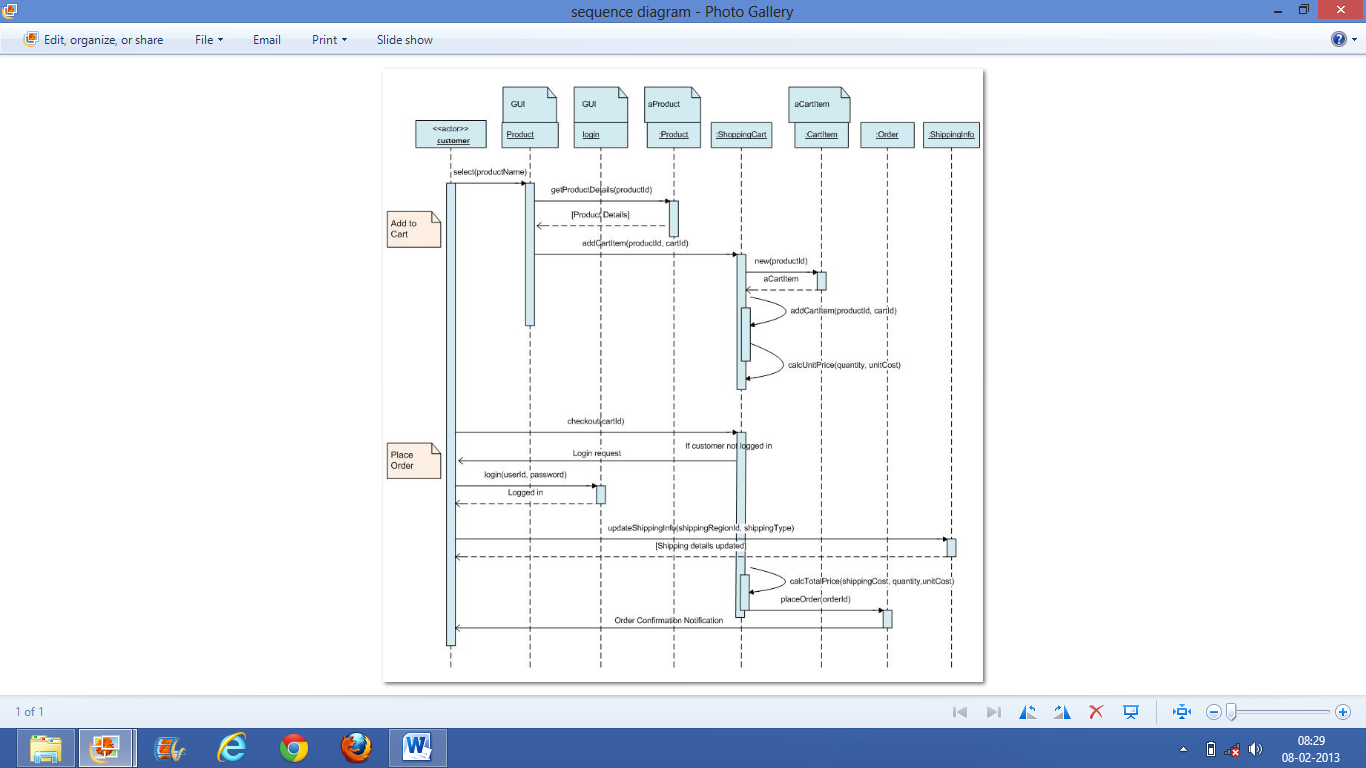 sequence diagram - Photo Gallery
Edit, organize, or share
File
Email
Print
Slide show
GUI
GUI
aProduct
aCartItem
<<actor>>
customer
Product
login
:Product
:ShoppingCart
:CartItem
:Order
:ShippingInfo
select(productName)
getProductDetails(productId)
[Product Details]
Add to
Cart
addCartItem(productId, cartId)
new(productId)
aCartItem
addCartItem(productId, cartId)
calcUnitPrice(quantity, unitCost)
checkout(cartId)
If customer not logged in
Place
Order
Login request
login(userId, password)
Logged in
updateShippingInfo(shippingRegionId, shippingType)
[Shipping details updated]
calcTotalPrice(shippingCost, quantity,unitCost)
placeOrder(orderId)
Order Confirmation Notification
1 of 1
08:29
08-02-2013